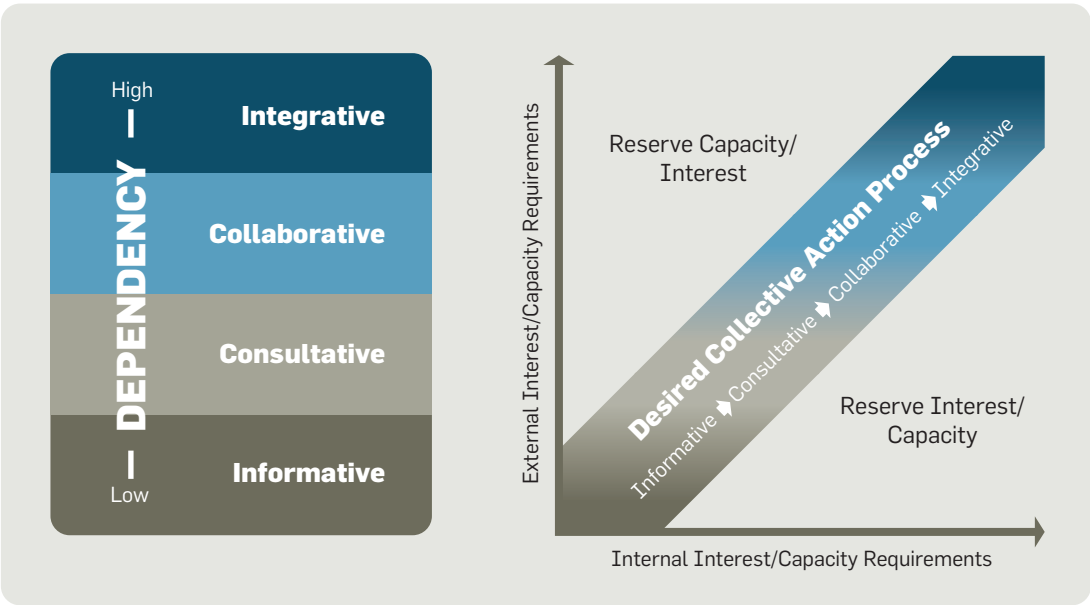 High
DEPENDENCY
Low
Integrative
Collaborative
Consultative
Informative
External Interest/Capacity Requirements
Reserve Capacity/
Interest
Desired Collective Action Process
Informative Consultative Collaborative Integrative
Reserve Interest/
Capacity
Internal Interest/Capacity Requirements